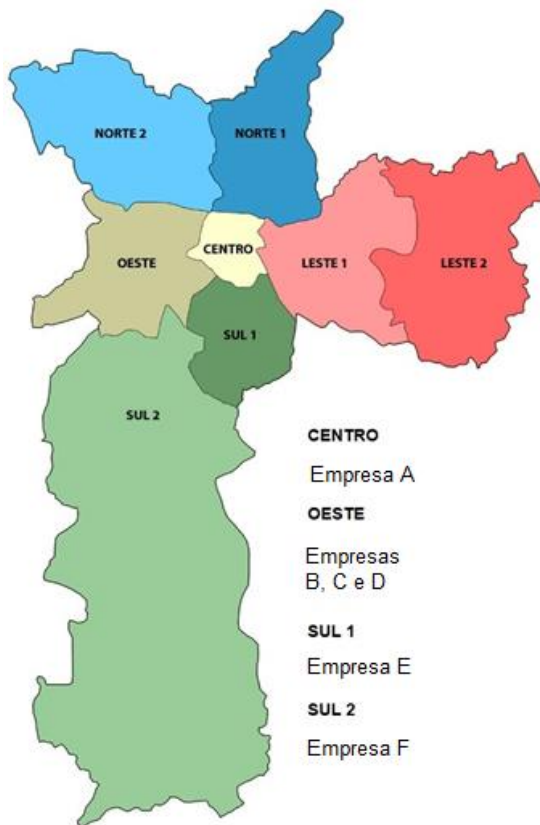 NORTE 2
NORTE 1
OESTE
CENTRO
LESTE 1
LESTE 2
SUL 1
SUL 2
CENTRO
Empresa A
OESTE
Empresas
B, C e D
SUL 1
Empresa E
SUL 2
Empresa F